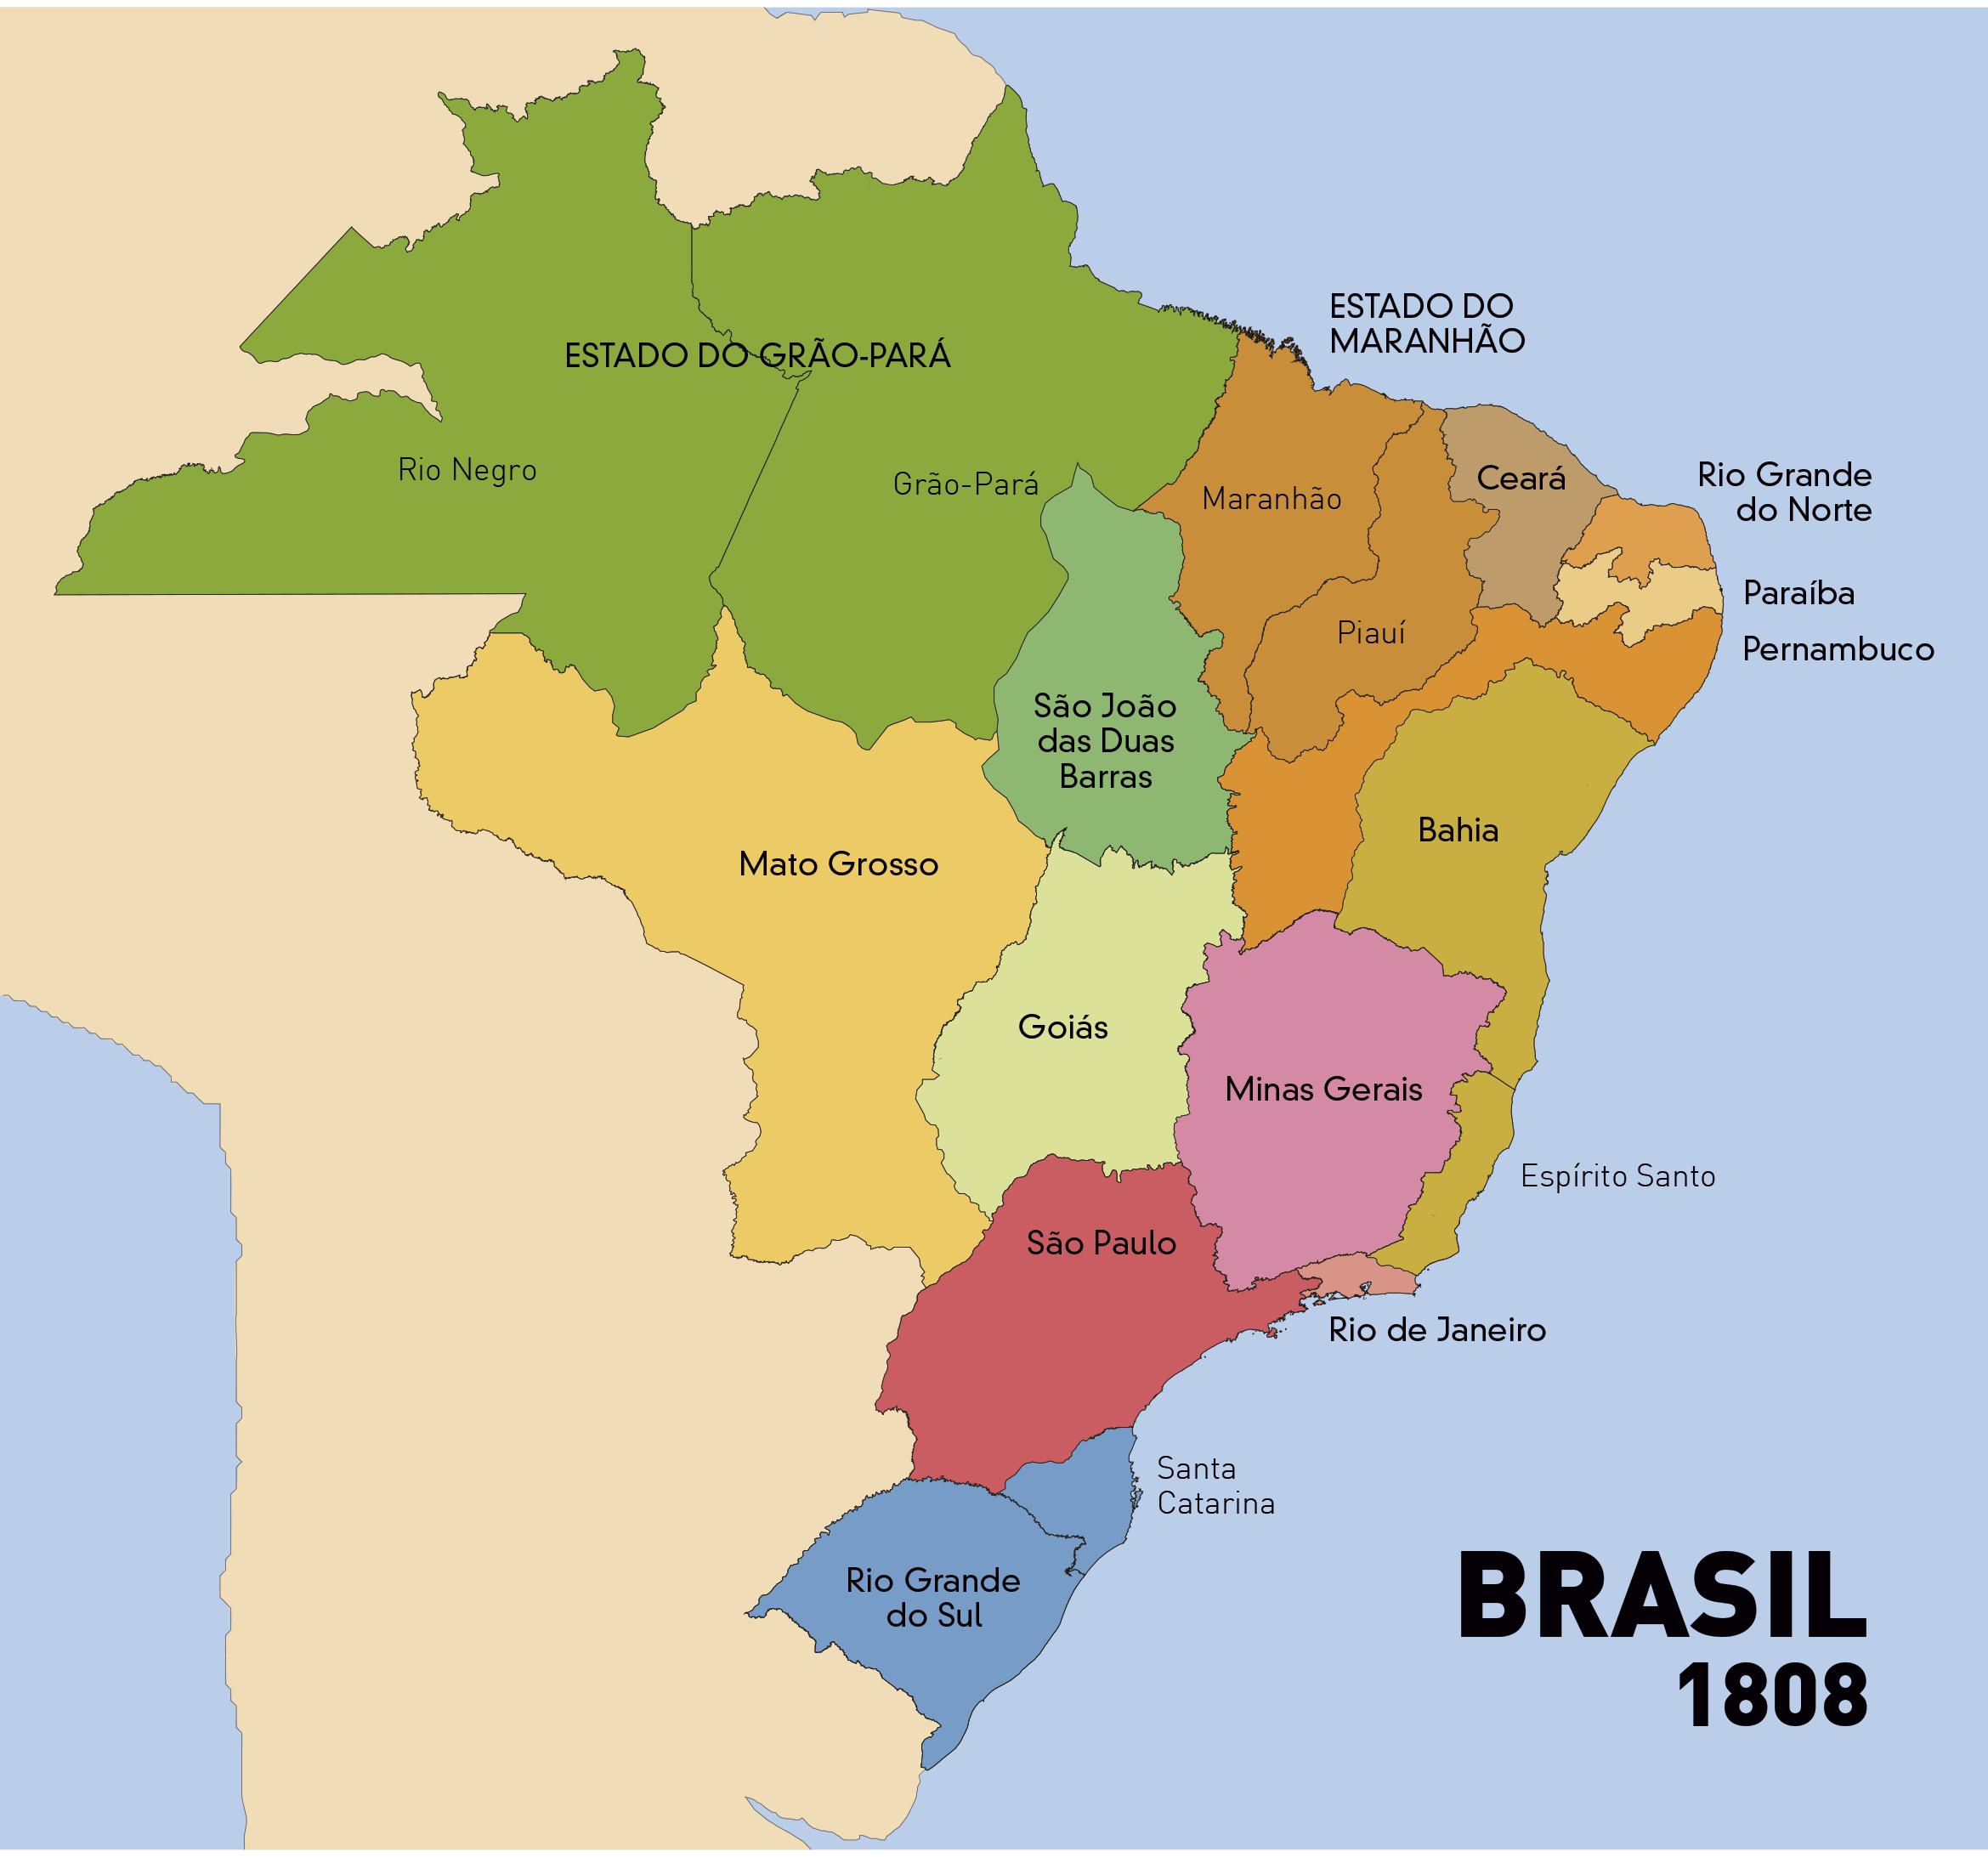 ESTADO DO
MARANHÃO
ESTADO DO GRÃO-PARÁ
Rio Negro
Grão-Pará
Maranhão
Ceará
Rio Grande
do Norte
Paraíba
Piauí
Pernambuco
São João
das Duas
Barras
Bahia
Mato Grosso
Goiás
Minas Gerais
Espírito Santo
São Paulo
Rio de Janeiro
Santa
Catarina
Rio Grande
do Sul
BRASIL
1808